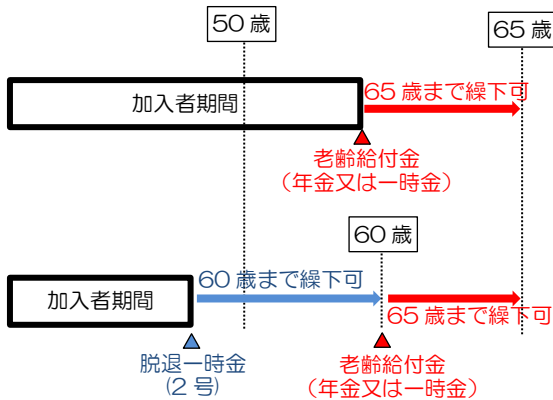 50 歳
65 歳
加入者期間
65 歳まで繰下可
老齢給付金
(年金又は一時金)
60 歳
加入者期間
60 歳まで繰下可
65 歳まで繰下可
脱退一時金
(2 号)
老齢給付金
(年金又は一時金)